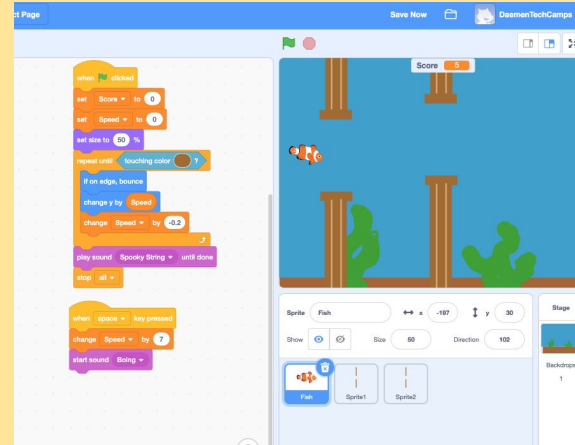 ct Page
Save Now
DaemenTechCamps
when clicked
set Score to 0
set Speed to 0
set size to 50 %
repeat until touching color ?
if on edge, bounce
change y by Speed
change Speed by -0.2
play sound Spooky String until done
stop all
when space key pressed
change Speed by 7
start sound Boing
Score 5
Sprite Fish x -197 y 30
Show Size 50 Direction 102
Fish
Sprite1
Sprite2
Stage
Backdrops
1